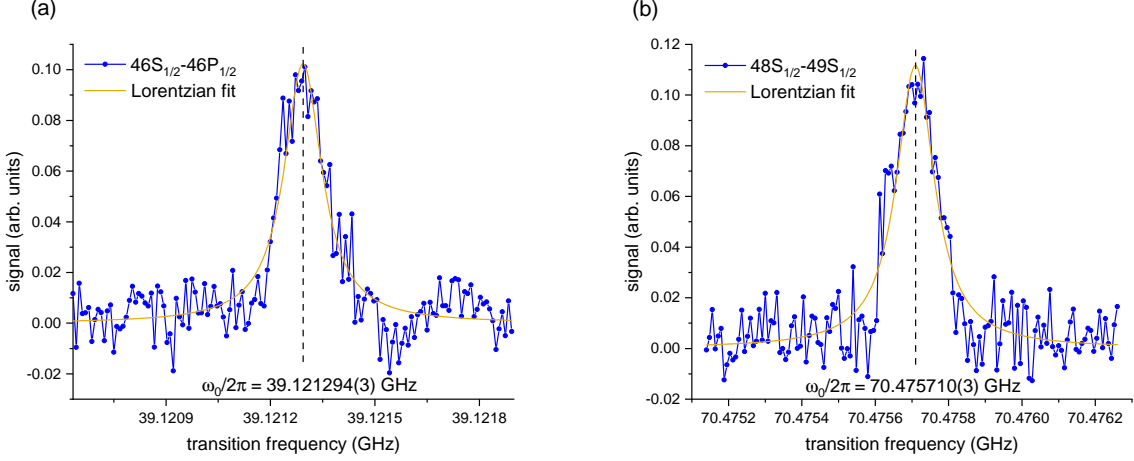 (a)
46S1/2-46P1/2
Lorentzian fit
0.10
0.08
0.06
0.04
0.02
0.00
-0.02
signal (arb. units)
ω0/2π = 39.121294(3) GHz
39.1209 39.1212 39.1215 39.1218
transition frequency (GHz)
(b)
48S1/2-49S1/2
Lorentzian fit
0.12
0.10
0.08
0.06
0.04
0.02
0.00
-0.02
signal (arb. units)
ω0/2π = 70.475710(3) GHz
70.4752 70.4754 70.4756 70.4758 70.4760 70.4762
transition frequency (GHz)